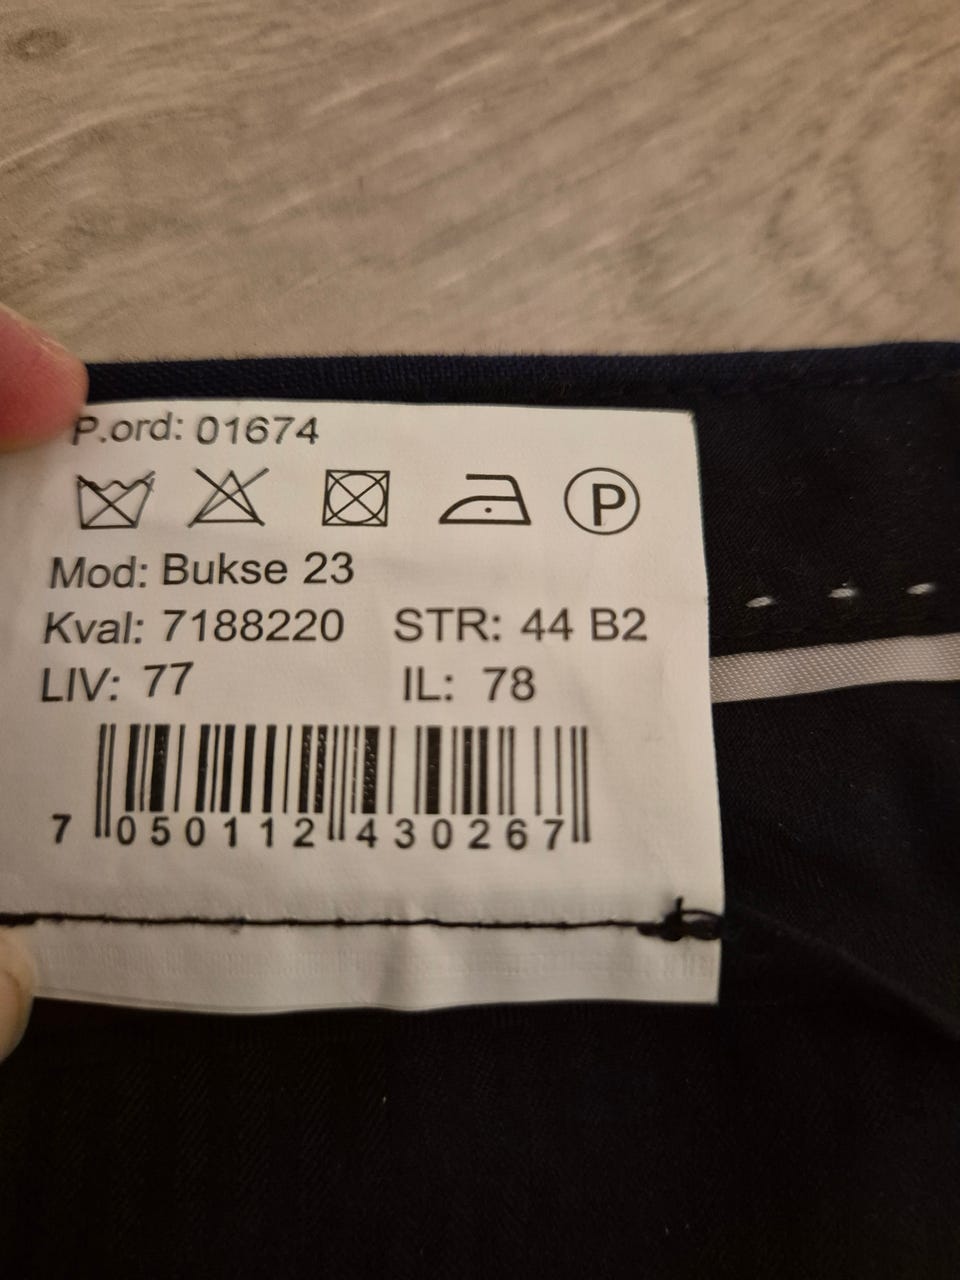 P.ord: 01674
P
Mod: Bukse 23
Kval: 7188220 STR: 44 B2
LIV: 77 IL: 78
7 050112 430267